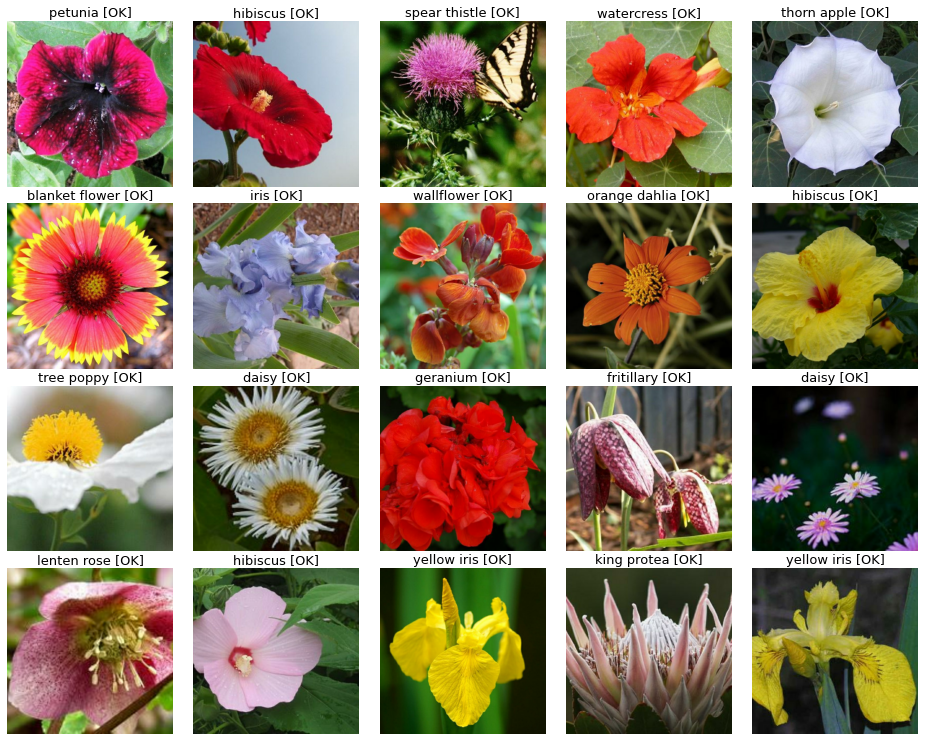 petunia [OK]
hibiscus [OK]
spear thistle [OK]
watercress [OK]
thorn apple [OK]
blanket flower [OK]
iris [OK]
wallflower [OK]
orange dahlia [OK]
hibiscus [OK]
tree poppy [OK]
daisy [OK]
geranium [OK]
fritillary [OK]
daisy [OK]
lenten rose [OK]
hibiscus [OK]
yellow iris [OK]
king protea [OK]
yellow iris [OK]